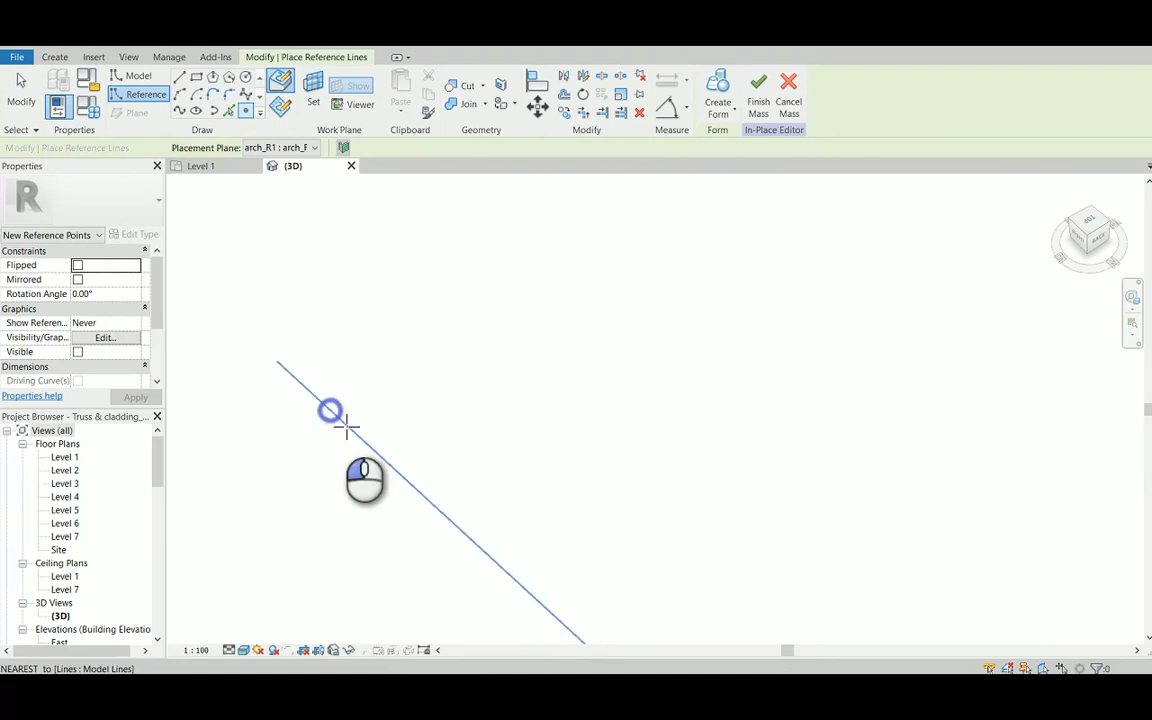 File Create Insert View Manage Add-Ins Modify | Place Reference Lines
Modify Model Reference Plane Set Show Viewer Paste Cut Join Create Form Finish Mass Cancel Mass
Select Properties Draw Work Plane Clipboard Geometry Modify Measure Form In-Place Editor
Modify | Place Reference Lines Placement Plane: arch_R1 : arch_F
Properties Level 1 (3D)
401
New Reference Points Edit Type
Constraints
Flipped
Mirrored
Rotation Angle 0.00°
Graphics
Show Referen... Never
Visibility/Grap... Edit...
Visible
Dimensions
Driving Curve(s)
Properties help Apply
Project Browser - Truss & cladding_...
Views (all)
Floor Plans
Level 1
Level 2
Level 3
Level 4
Level 5
Level 6
Level 7
Site
Ceiling Plans
Level 1
Level 7
3D Views
(3D)
Elevations (Building Elevatio
East
1 : 100
NEAREST to [Lines : Model Lines]
:0